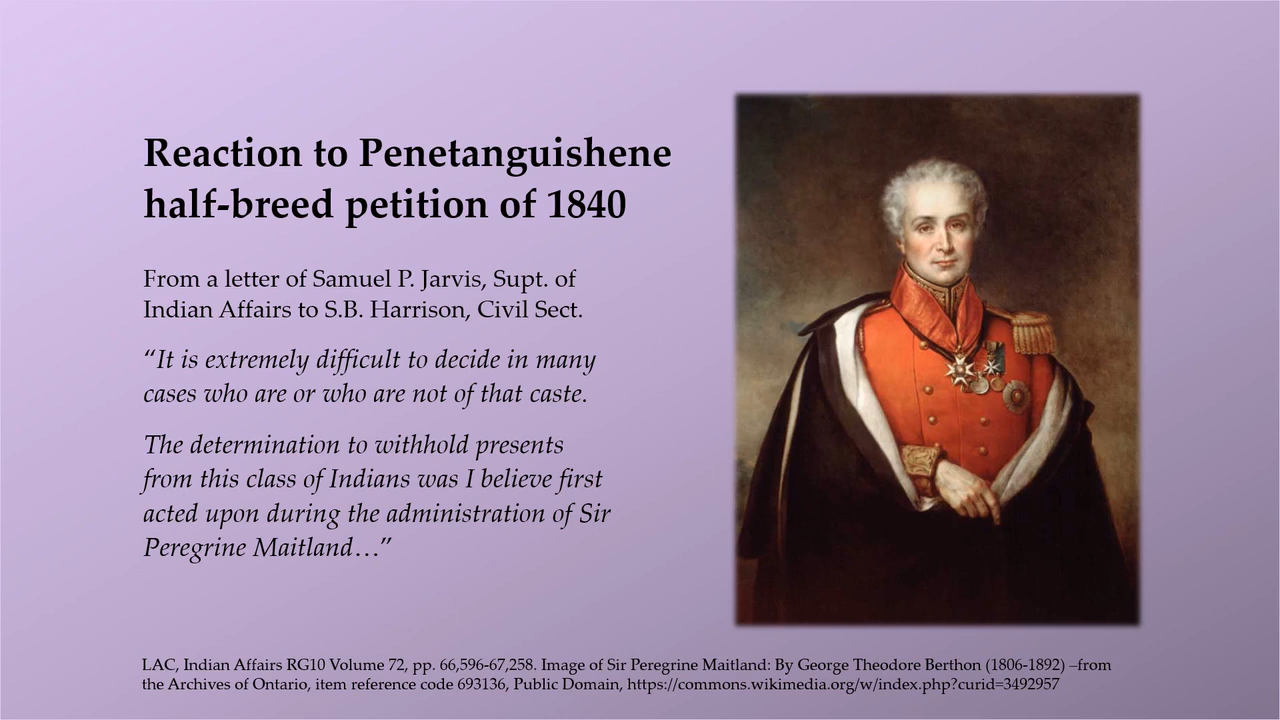 Reaction to Penetanguishene
half-breed petition of 1840
From a letter of Samuel P. Jarvis, Supt. of
Indian Affairs to S.B. Harrison, Civil Sect.
“It is extremely difficult to decide in many
cases who are or who are not of that caste.
The determination to withhold presents
from this class of Indians was I believe first
acted upon during the administration of Sir
Peregrine Maitland…”
LAC, Indian Affairs RG10 Volume 72, pp. 66,596-67,258. Image of Sir Peregrine Maitland: By George Theodore Berthon (1806-1892) –from
the Archives of Ontario, item reference code 693136, Public Domain, https://commons.wikimedia.org/w/index.php?curid=3492957